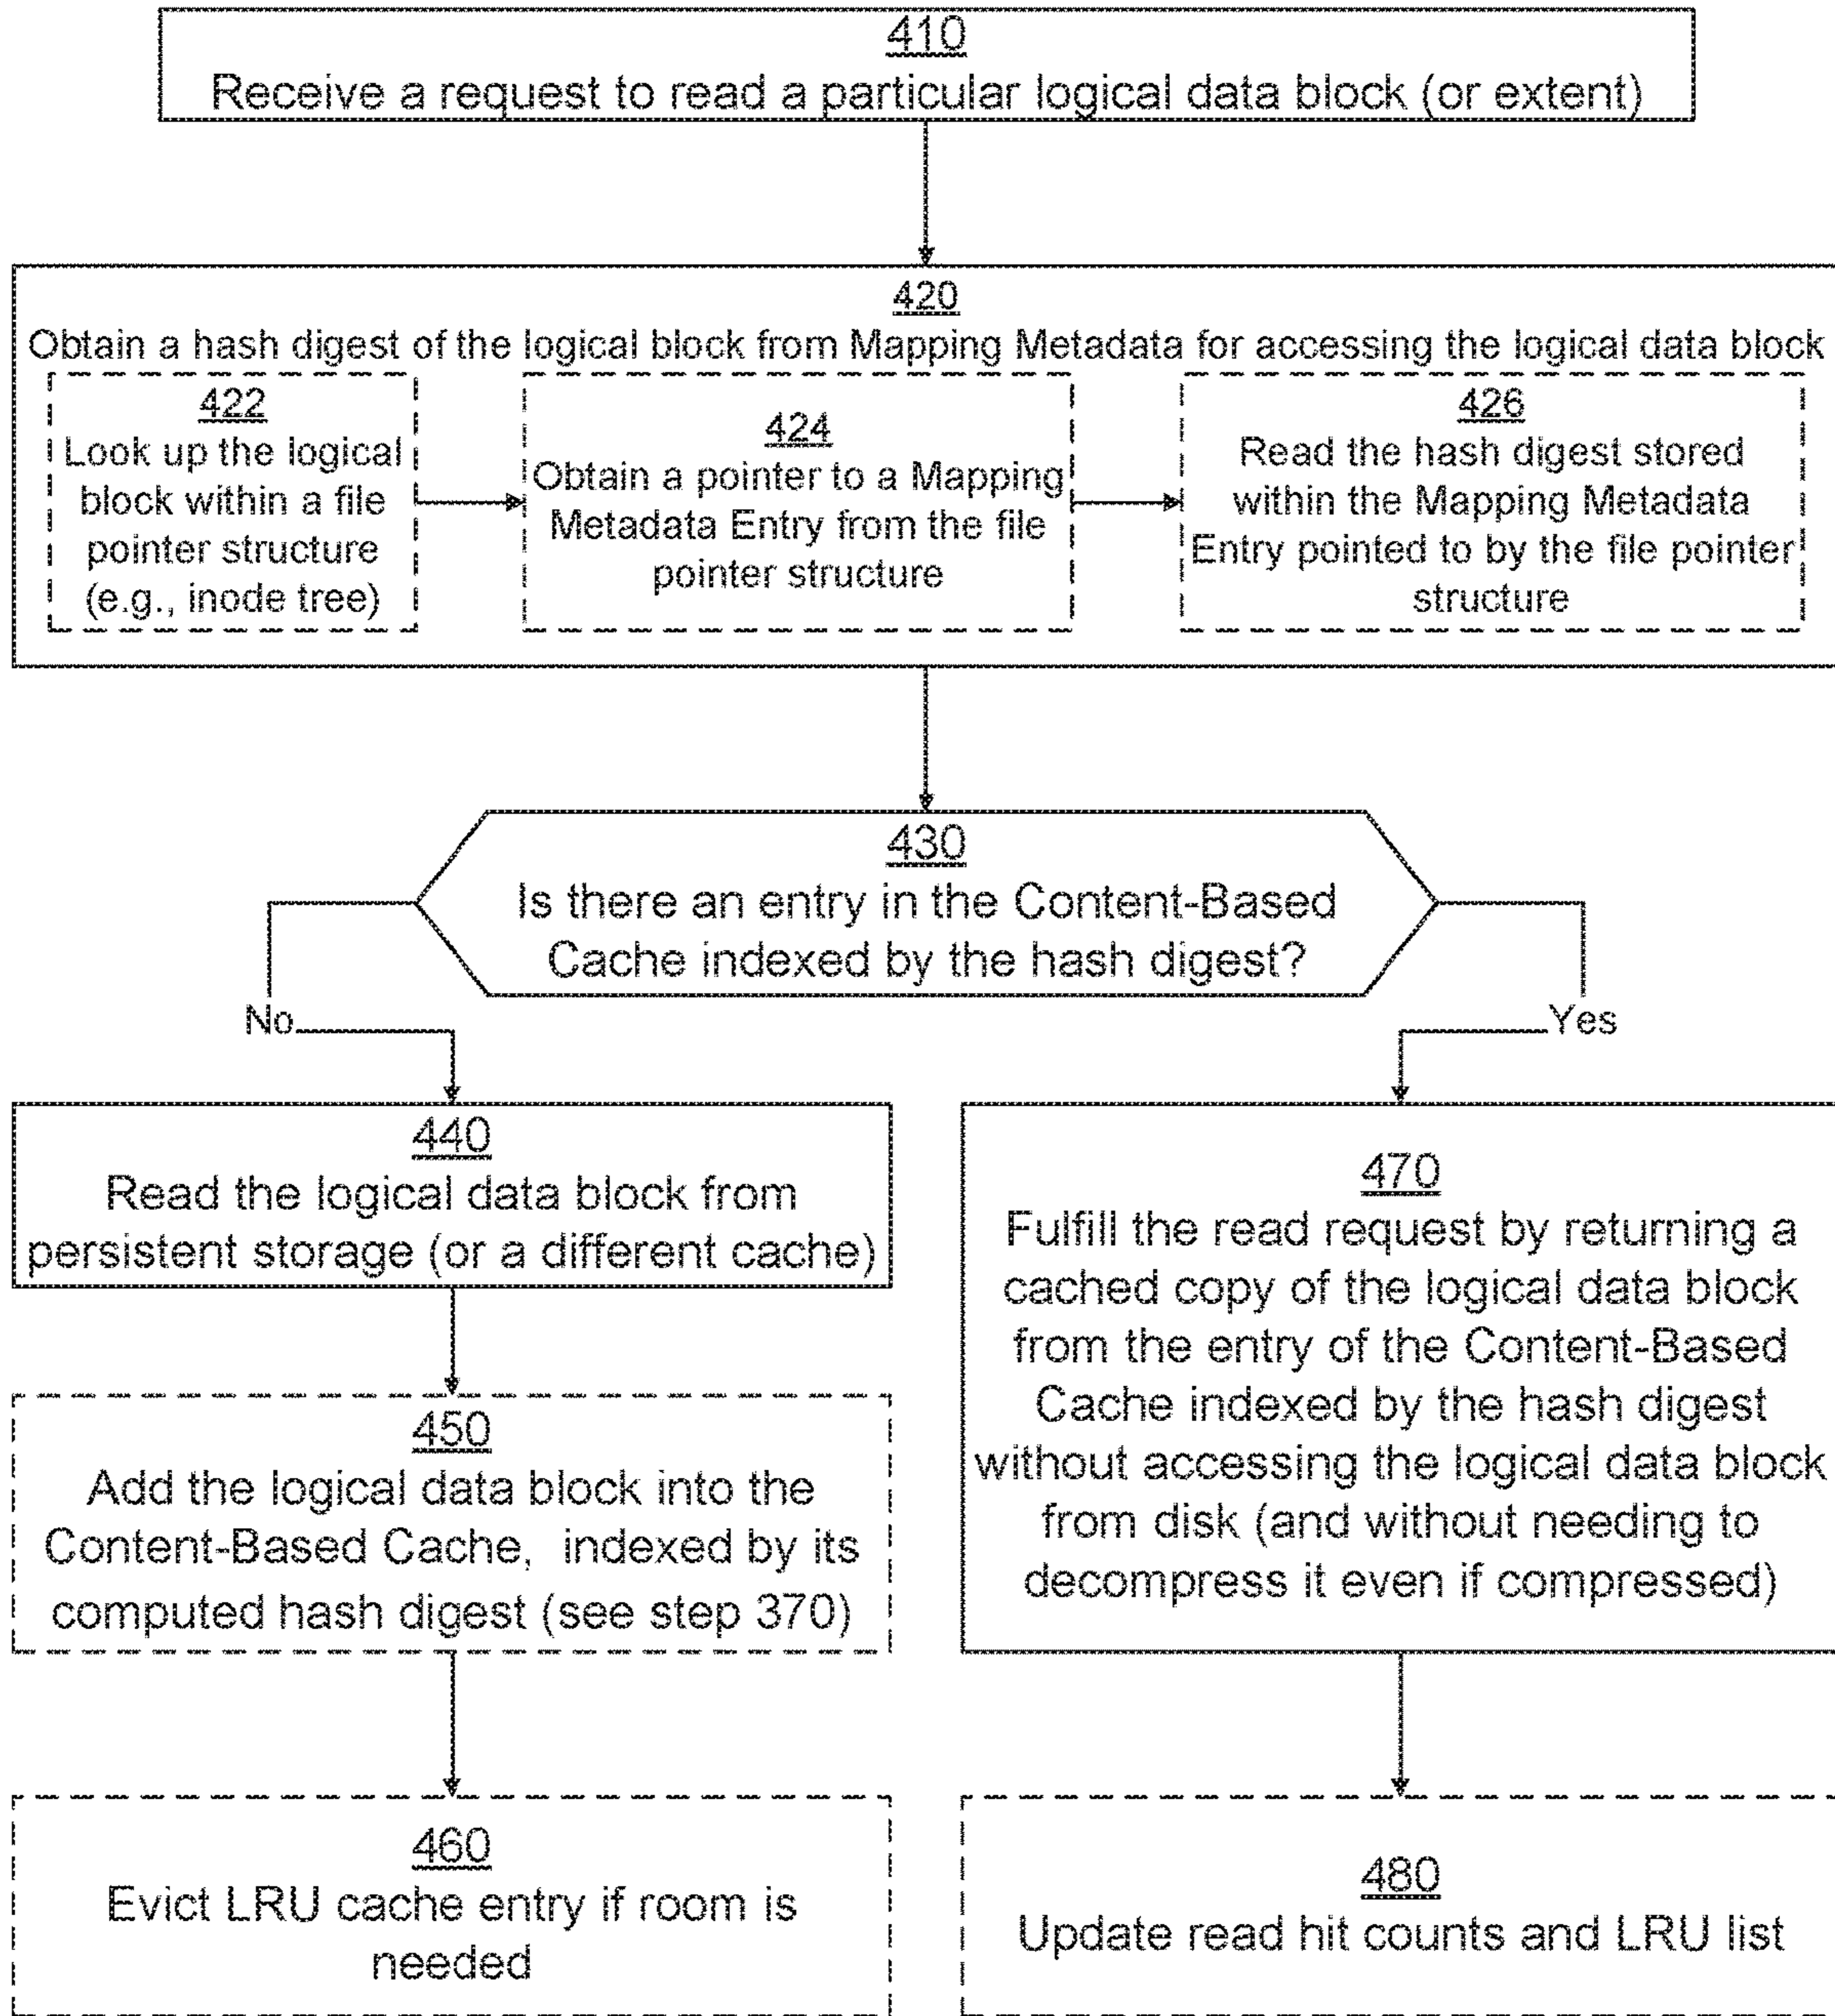 410
Receive a request to read a particular logical data block (or extent)
420
Obtain a hash digest of the logical block from Mapping Metadata for accessing the logical data block
422
Look up the logical
block within a file
pointer structure
(e.g., inode tree)
424
Obtain a pointer to a Mapping
Metadata Entry from the file
pointer structure
426
Read the hash digest stored
within the Mapping Metadata
Entry pointed to by the file pointer
structure
430
Is there an entry in the Content-Based
Cache indexed by the hash digest?
No
Yes
440
Read the logical data block from
persistent storage (or a different cache)
450
Add the logical data block into the
Content-Based Cache, indexed by its
computed hash digest (see step 370)
460
Evict LRU cache entry if room is
needed
470
Fulfill the read request by returning a
cached copy of the logical data block
from the entry of the Content-Based
Cache indexed by the hash digest
without accessing the logical data block
from disk (and without needing to
decompress it even if compressed)
480
Update read hit counts and LRU list